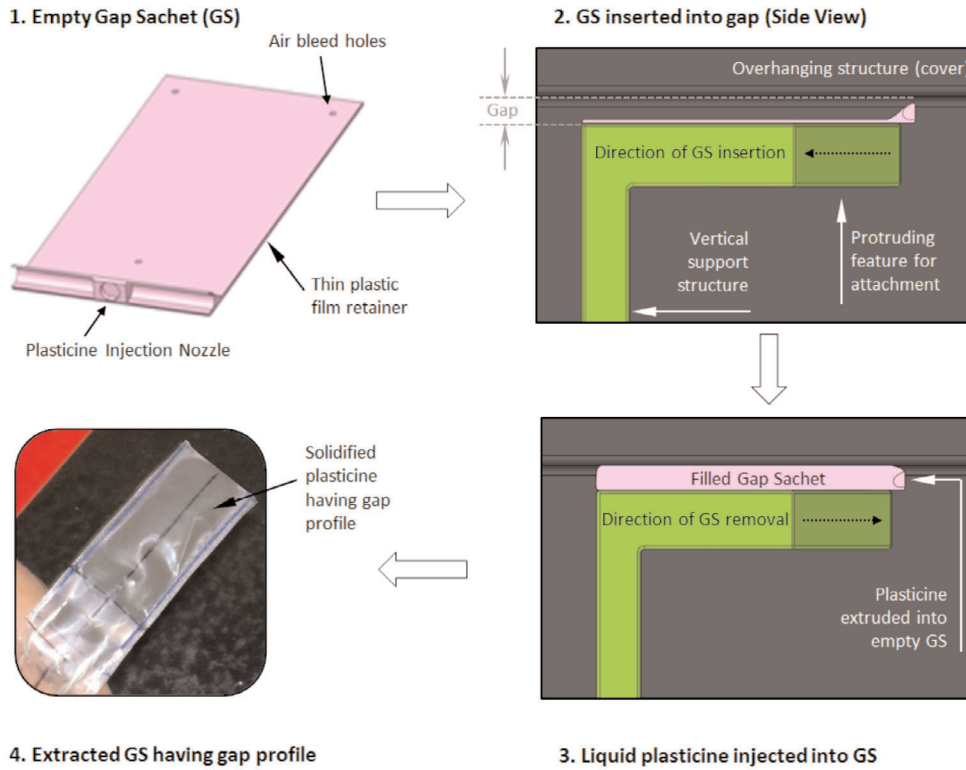 1. Empty Gap Sachet (GS)
Air bleed holes
Thin plastic
film retainer
Plasticine Injection Nozzle
2. GS inserted into gap (Side View)
Overhanging structure (cover)
Gap
Direction of GS insertion
Vertical
support
structure
Protruding
feature for
attachment
Filled Gap Sachet
Direction of GS removal
Plasticine
extruded into
empty GS
3. Liquid plasticine injected into GS
Solidified
plasticine
having gap
profile
4. Extracted GS having gap profile